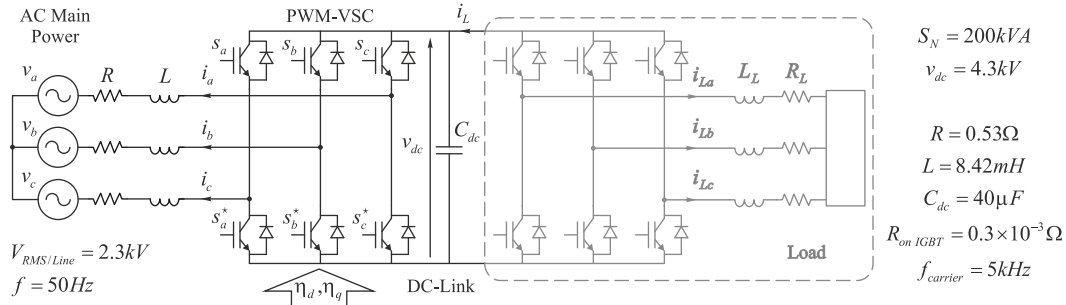 AC Main
Power
PWM-VSC
i_L
v_a
R
L
i_a
s_a
s_b
s_c
v_b
i_b
v_c
i_c
v_dc
C_dc
s_a*
s_b*
s_c*
V_RMS/Line = 2.3kV
f = 50Hz
η_d, η_q
DC-Link
L_L
R_L
i_La
i_Lb
i_Lc
Load
S_N = 200kVA
v_dc = 4.3kV
R = 0.53Ω
L = 8.42mH
C_dc = 40µF
R_on IGBT = 0.3×10⁻³ Ω
f_carrier = 5kHz